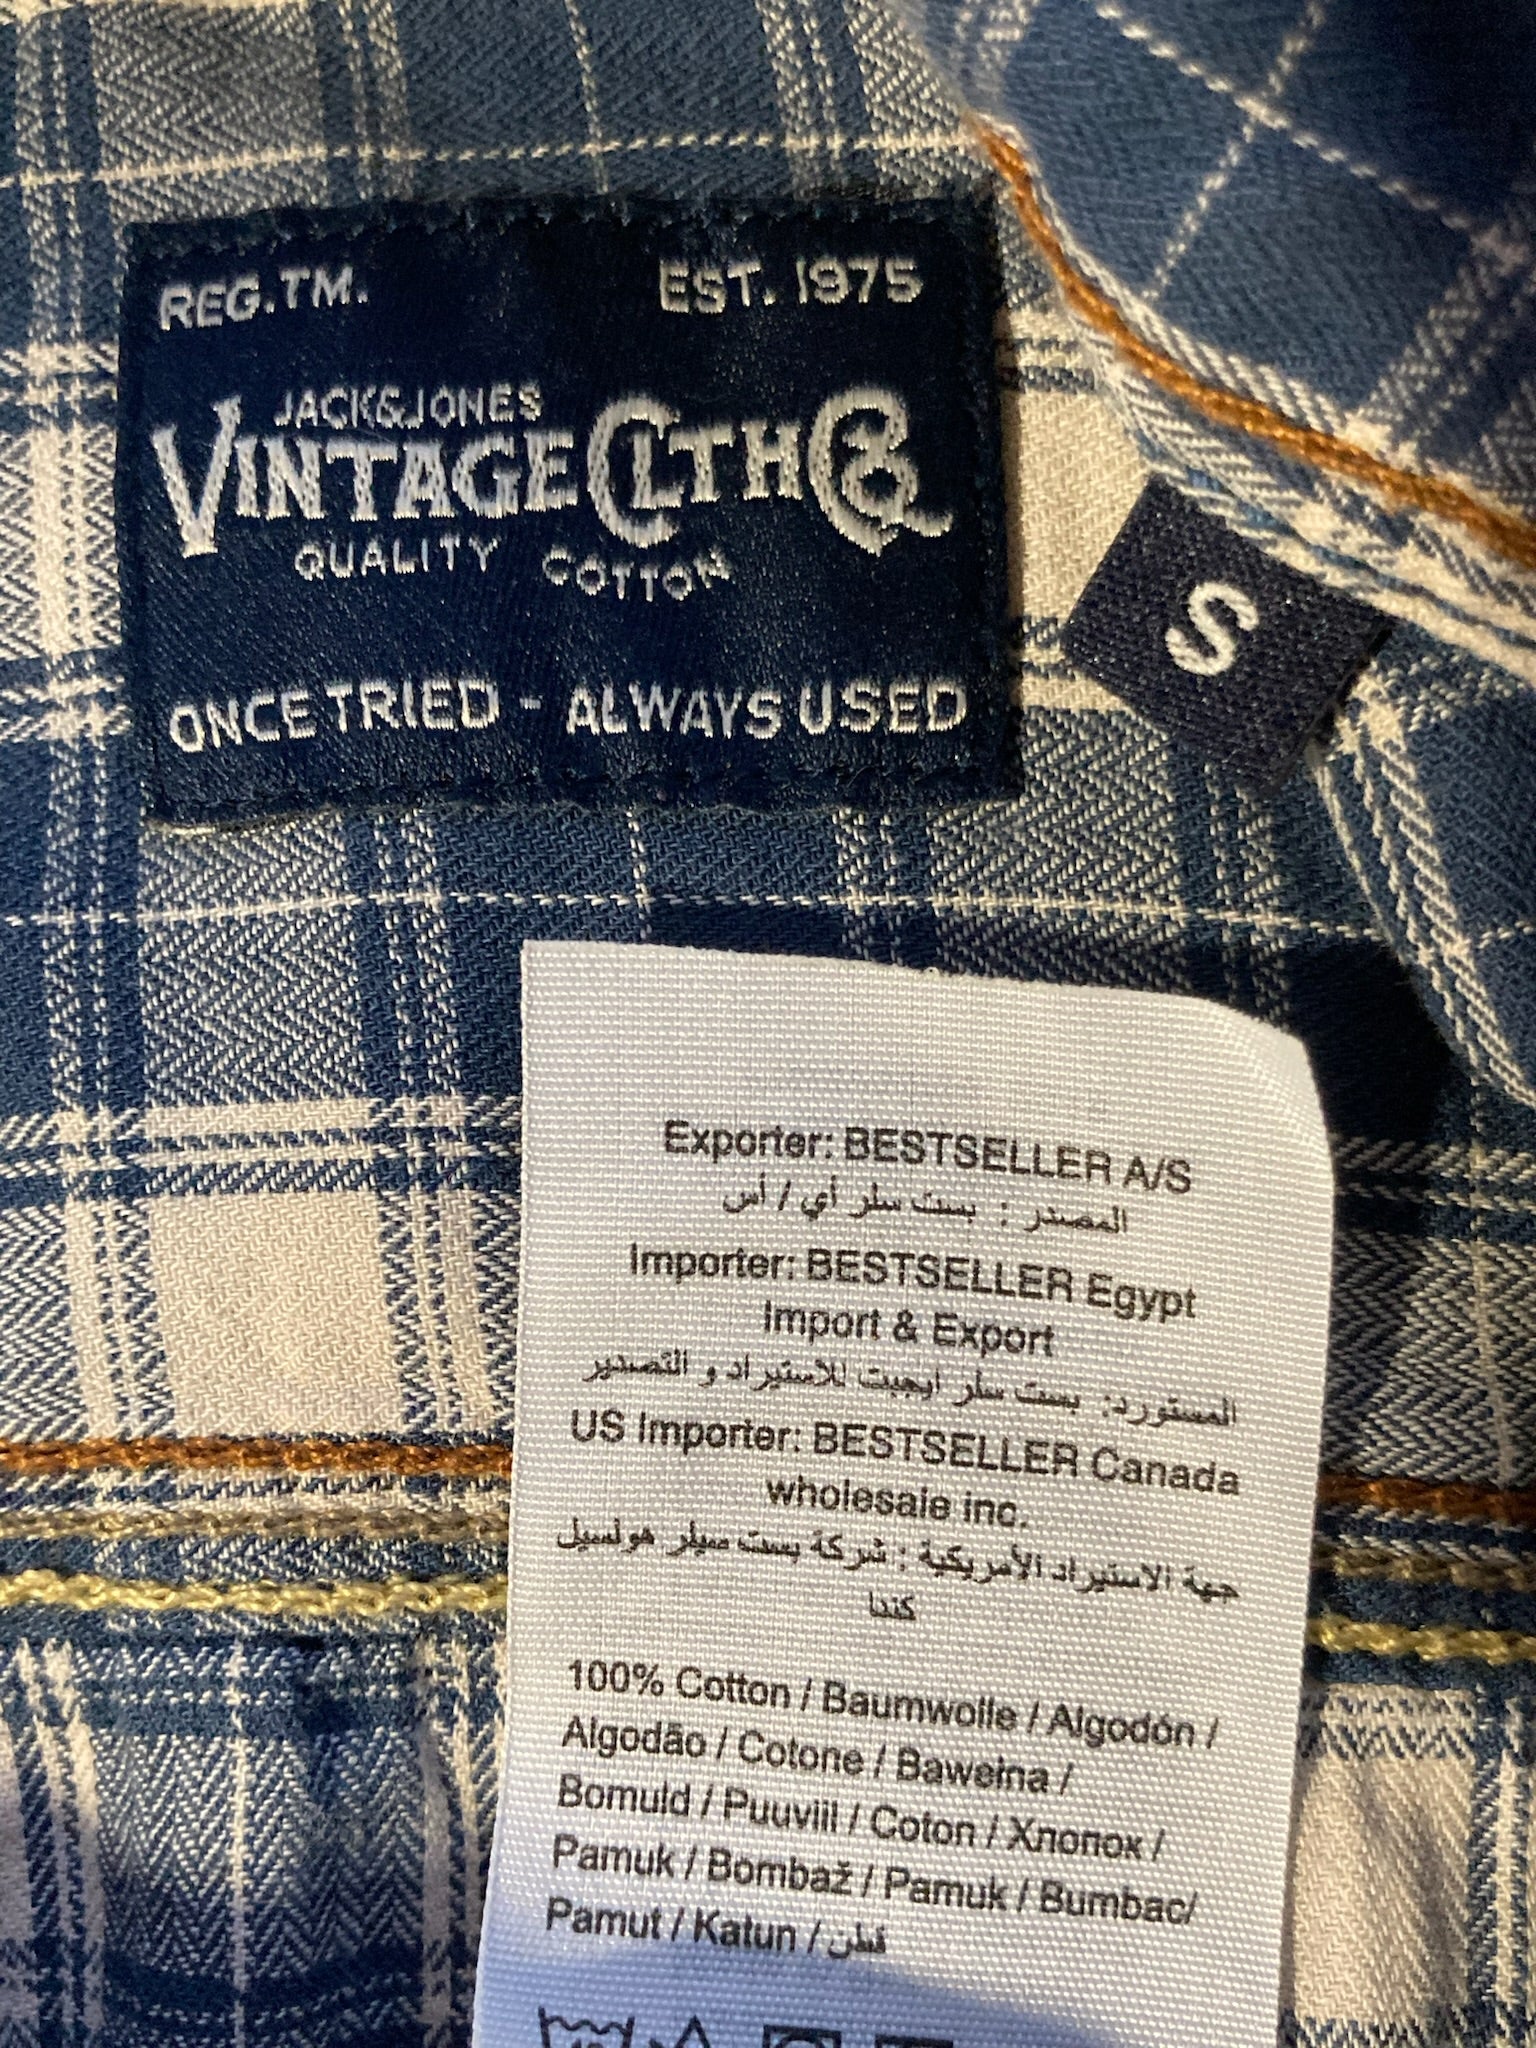 REG.TM. EST. 1975
JACK&JONES
VINTAGE CLTH Co
QUALITY COTTON
ONCE TRIED - ALWAYS USED
S
Exporter: BESTSELLER A/S
المصدر : بست سلر أي / أس
Importer: BESTSELLER Egypt
Import & Export
المستورد: بست سلر ايجبت للاستيراد و التصدير
US Importer: BESTSELLER Canada
wholesale inc.
جهة الاستيراد الأمريكية : شركة بست سيلر هولسيل
كندا
100% Cotton / Baumwolle / Algodón /
Algodão / Cotone / Bawełna /
Bomuld / Puuvilli / Coton / Хлопок /
Pamuk / Bombaž / Pamuk / Bumbac/
Pamut / Katun / قطن